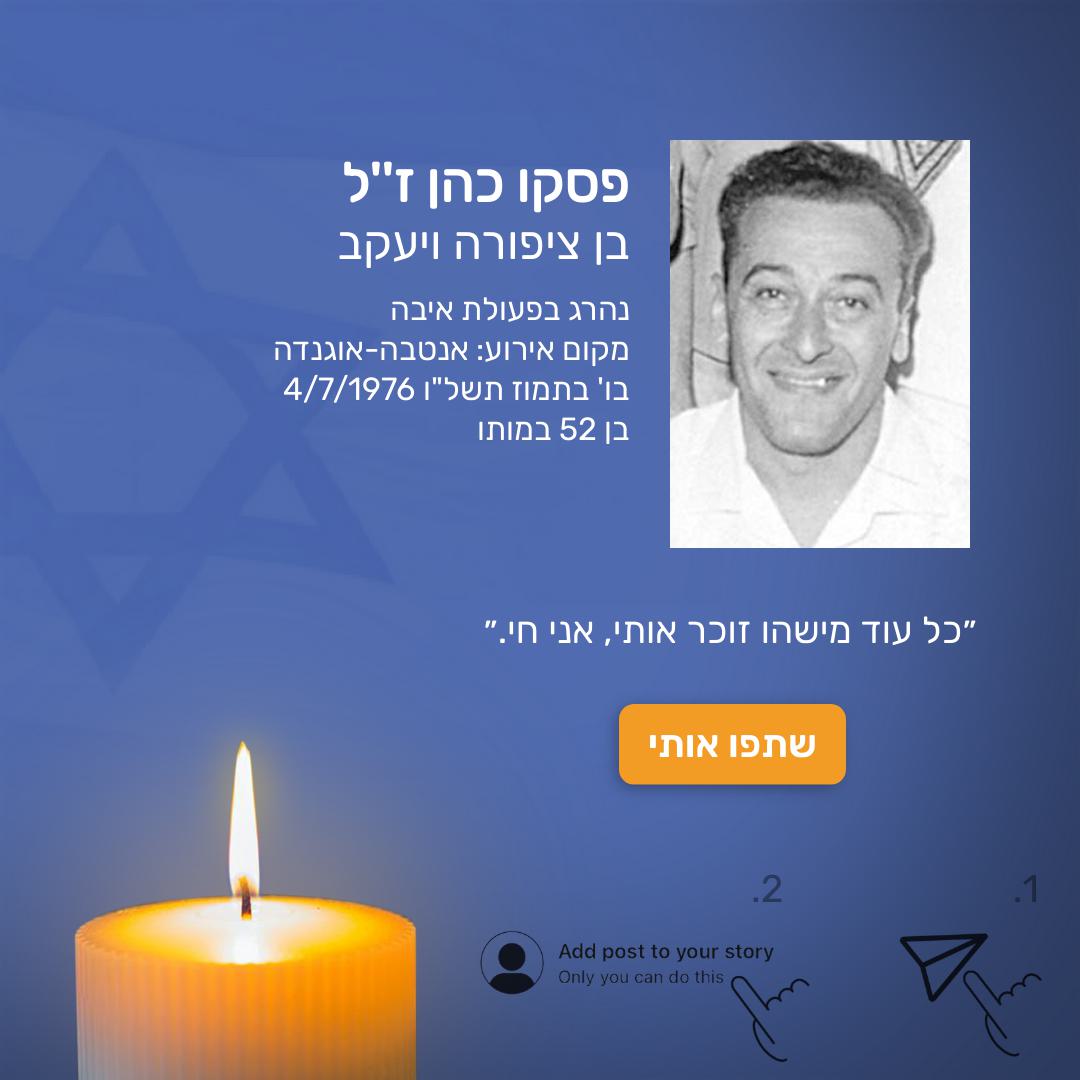 פסקו כהן ז"ל
בן ציפורה ויעקב
נהרג בפעולת איבה
מקום אירוע: אנטבה-אוגנדה
בו' בתמוז תשל"ו 4/7/1976
בן 52 במותו
״כל עוד מישהו זוכר אותי, אני חי.״
שתפו אותי
1.
2.
Add post to your story
Only you can do this